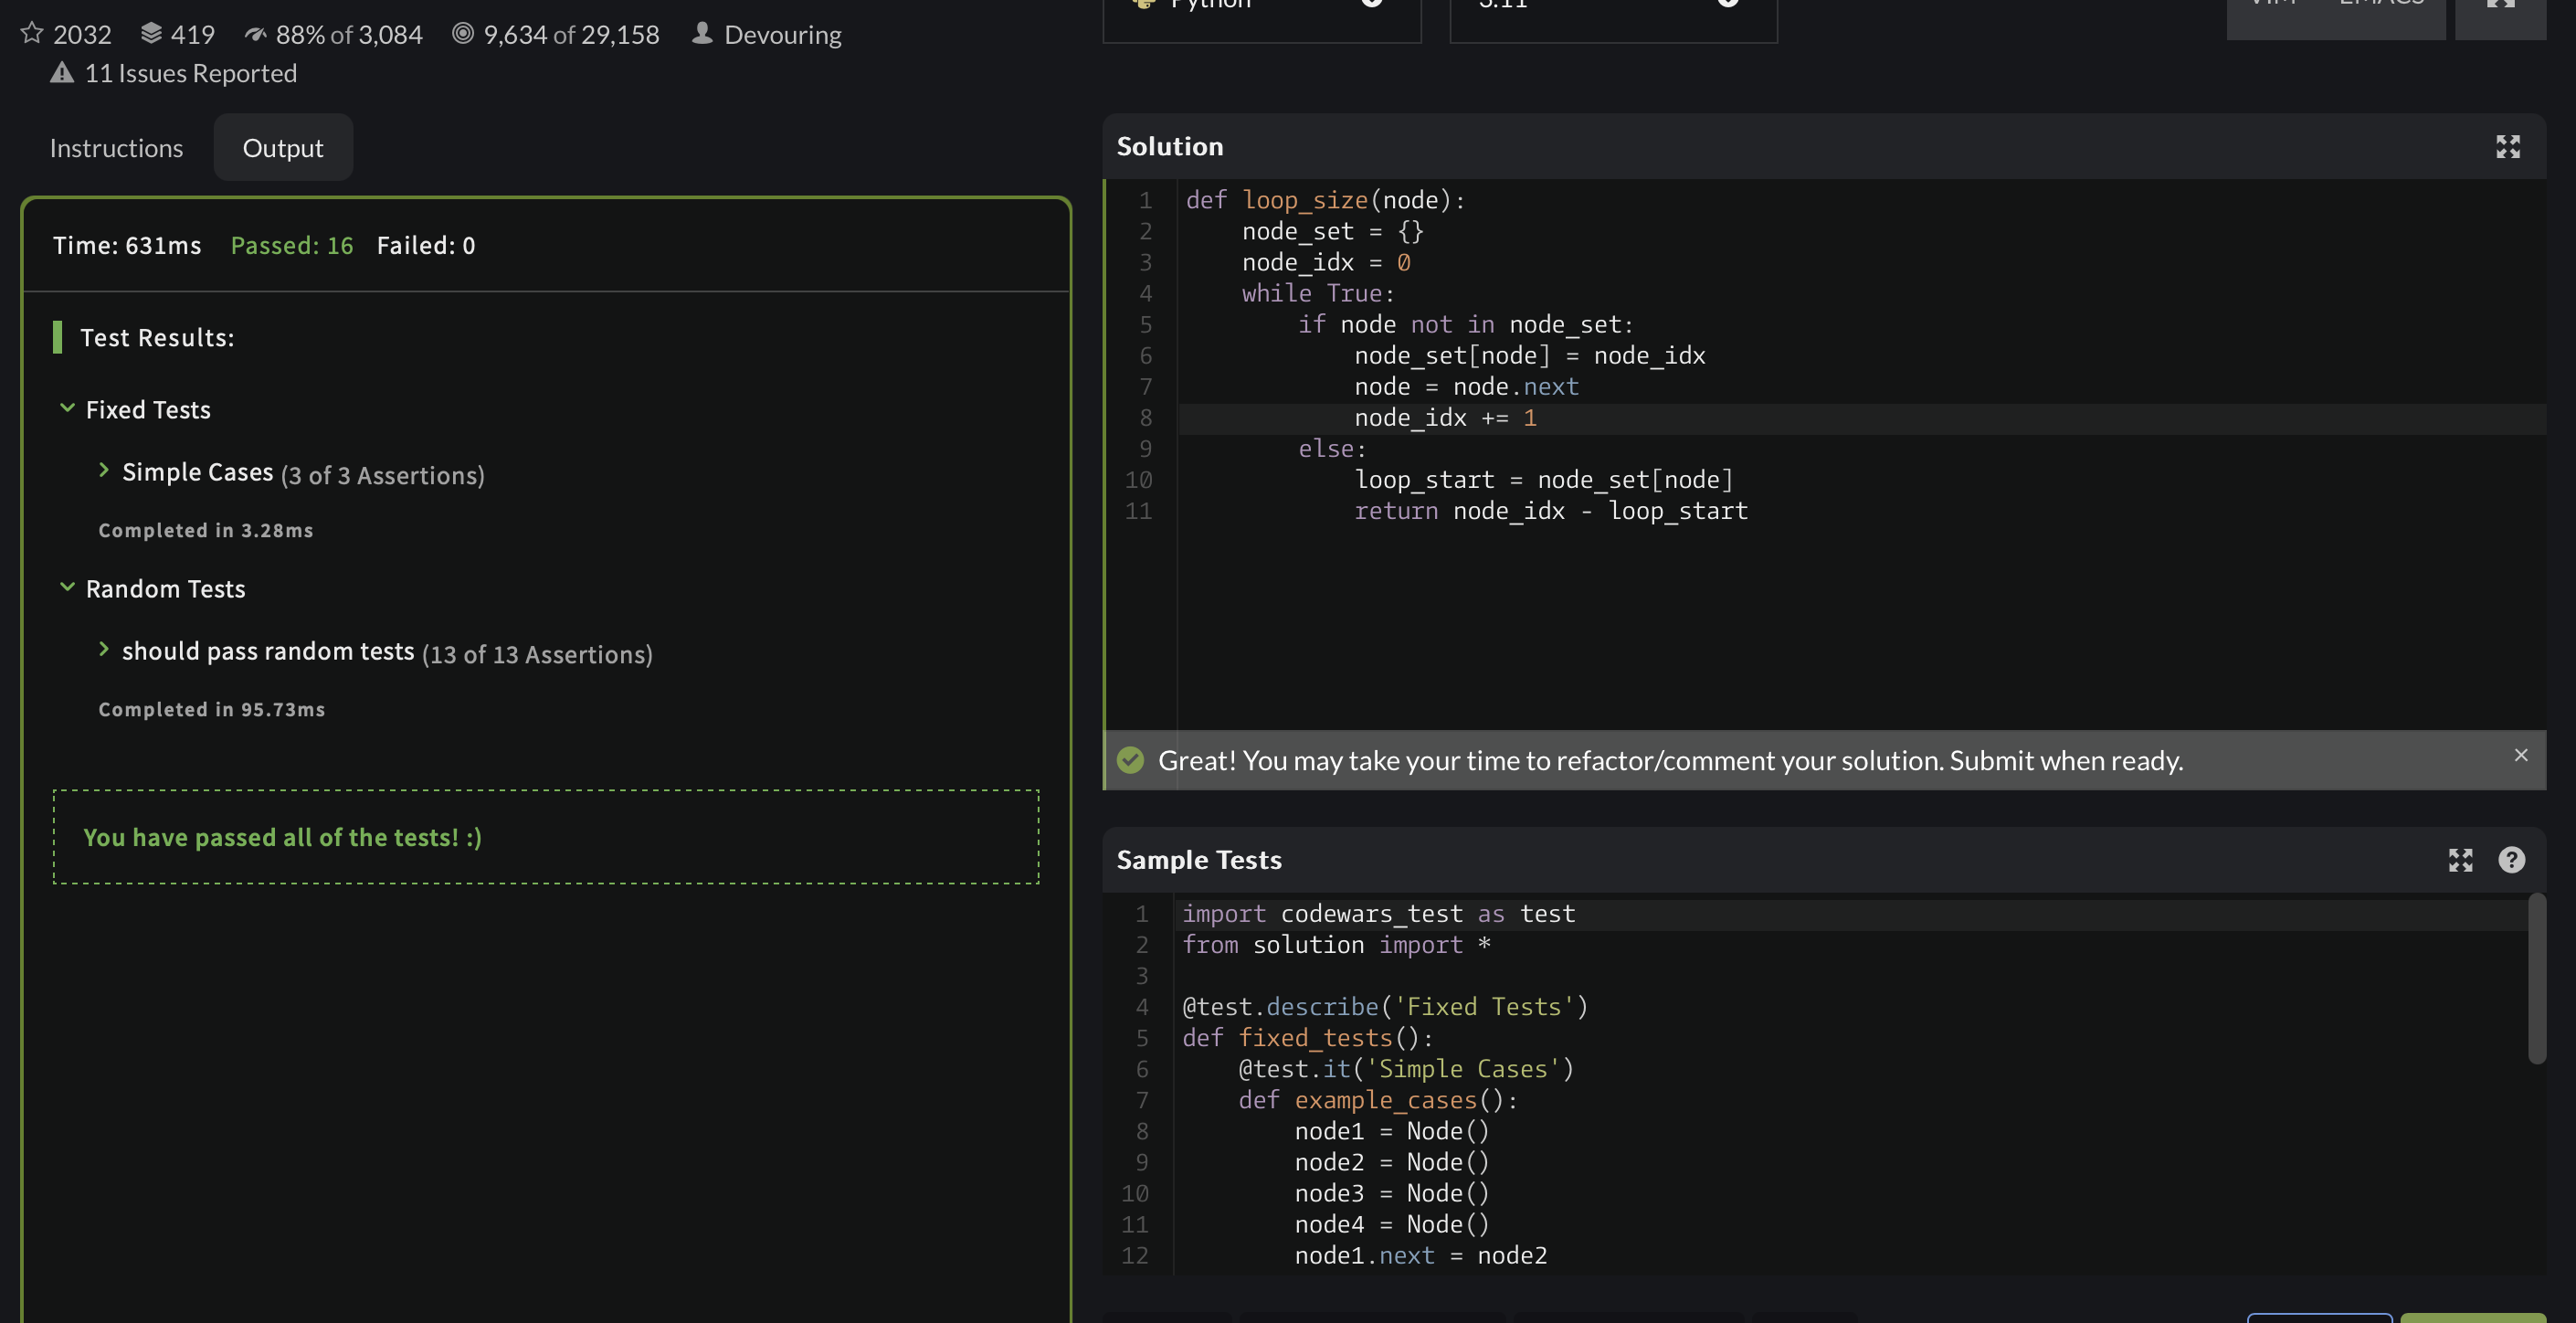 2032 419 88% of 3,084 9,634 of 29,158 Devouring
11 Issues Reported
Instructions Output
Time: 631ms Passed: 16 Failed: 0
Test Results:
Fixed Tests
Simple Cases (3 of 3 Assertions)
Completed in 3.28ms
Random Tests
should pass random tests (13 of 13 Assertions)
Completed in 95.73ms
You have passed all of the tests! :)
Python 3.11 VIM EMACS
Solution
1 def loop_size(node):
2 node_set = {}
3 node_idx = 0
4 while True:
5 if node not in node_set:
6 node_set[node] = node_idx
7 node = node.next
8 node_idx += 1
9 else:
10 loop_start = node_set[node]
11 return node_idx - loop_start
Great! You may take your time to refactor/comment your solution. Submit when ready.
Sample Tests
1 import codewars_test as test
2 from solution import *
3
4 @test.describe('Fixed Tests')
5 def fixed_tests():
6 @test.it('Simple Cases')
7 def example_cases():
8 node1 = Node()
9 node2 = Node()
10 node3 = Node()
11 node4 = Node()
12 node1.next = node2